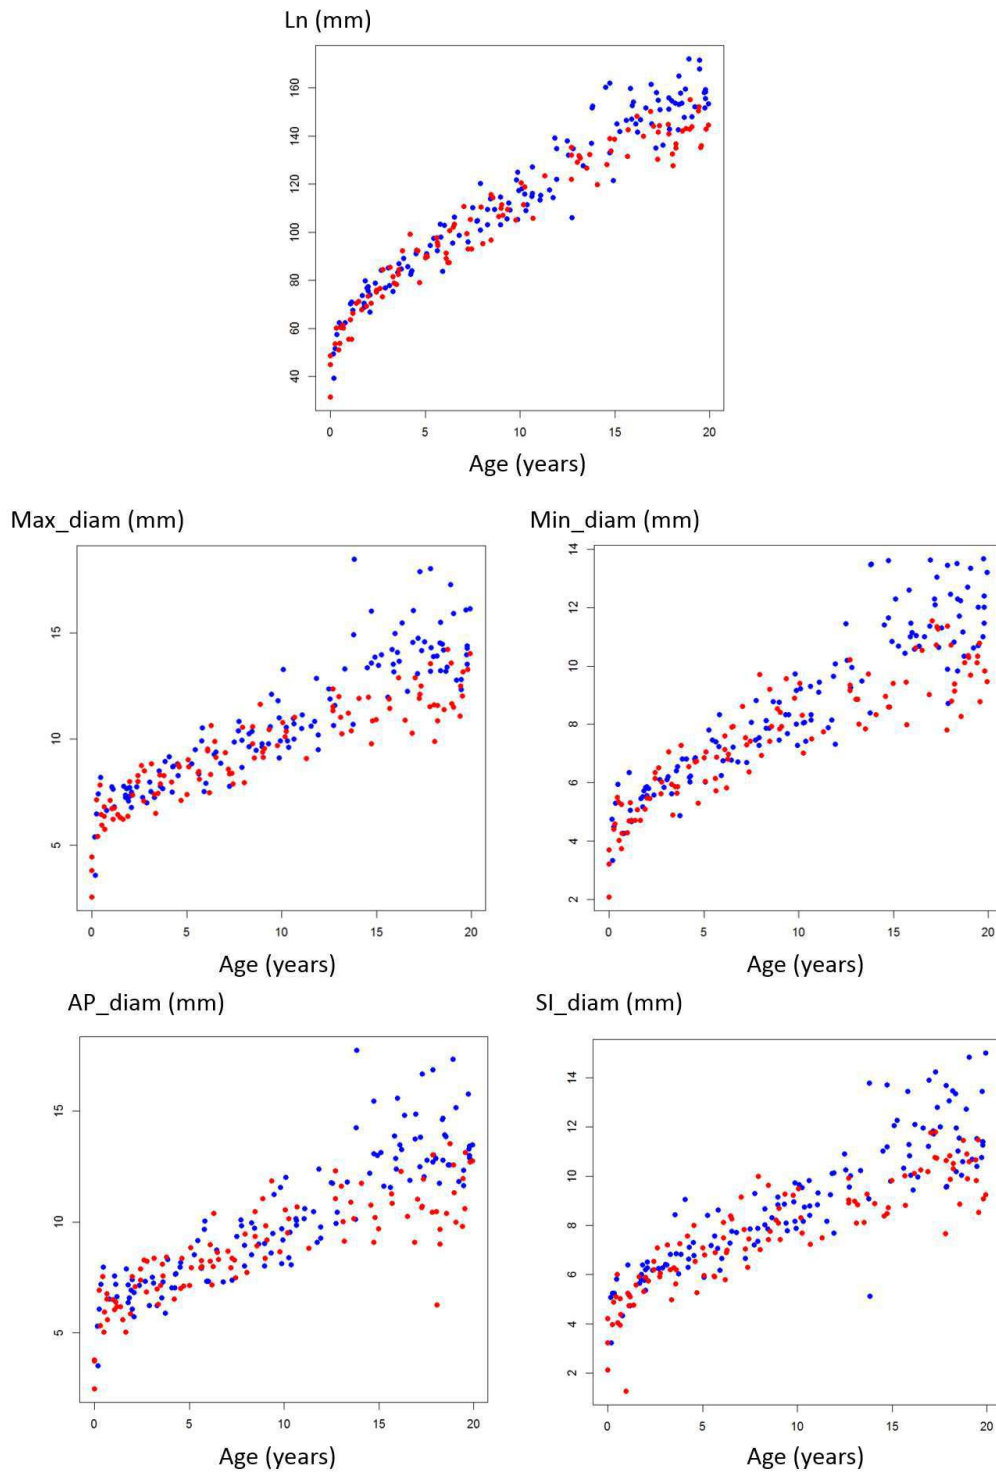 Ln (mm)
160
140
120
100
80
60
40
0 5 10 15 20
Age (years)
Max_diam (mm)
15
10
5
0 5 10 15 20
Age (years)
Min_diam (mm)
14
12
10
8
6
4
2
0 5 10 15 20
Age (years)
AP_diam (mm)
15
10
5
0 5 10 15 20
Age (years)
SI_diam (mm)
14
12
10
8
6
4
2
0 5 10 15 20
Age (years)